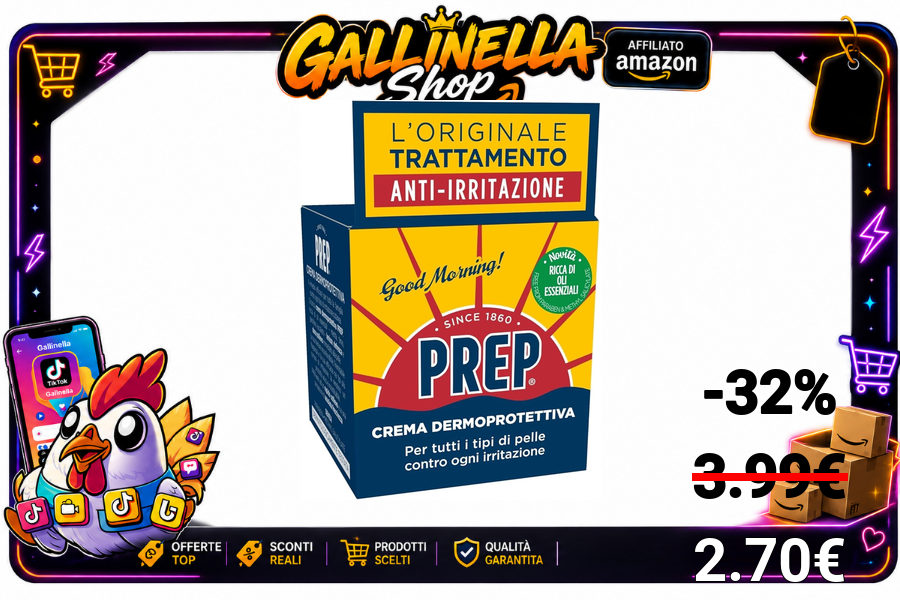 GALLINELLA
Shop
AFFILIATO
amazon
L'ORIGINALE
TRATTAMENTO
ANTI-IRRITAZIONE
PREP
CREMA DERMOPROTETTIVA
Good Morning!
Novità
RICCA DI
OLI
ESSENZIALI
SINCE 1860
PREP®
CREMA DERMOPROTETTIVA
Per tutti i tipi di pelle
contro ogni irritazione
Gallinella
TikTok
Gallinella
-32%
3.99€
2.70€
OFFERTE
TOP
SCONTI
REALI
PRODOTTI
SCELTI
QUALITÀ
GARANTITA